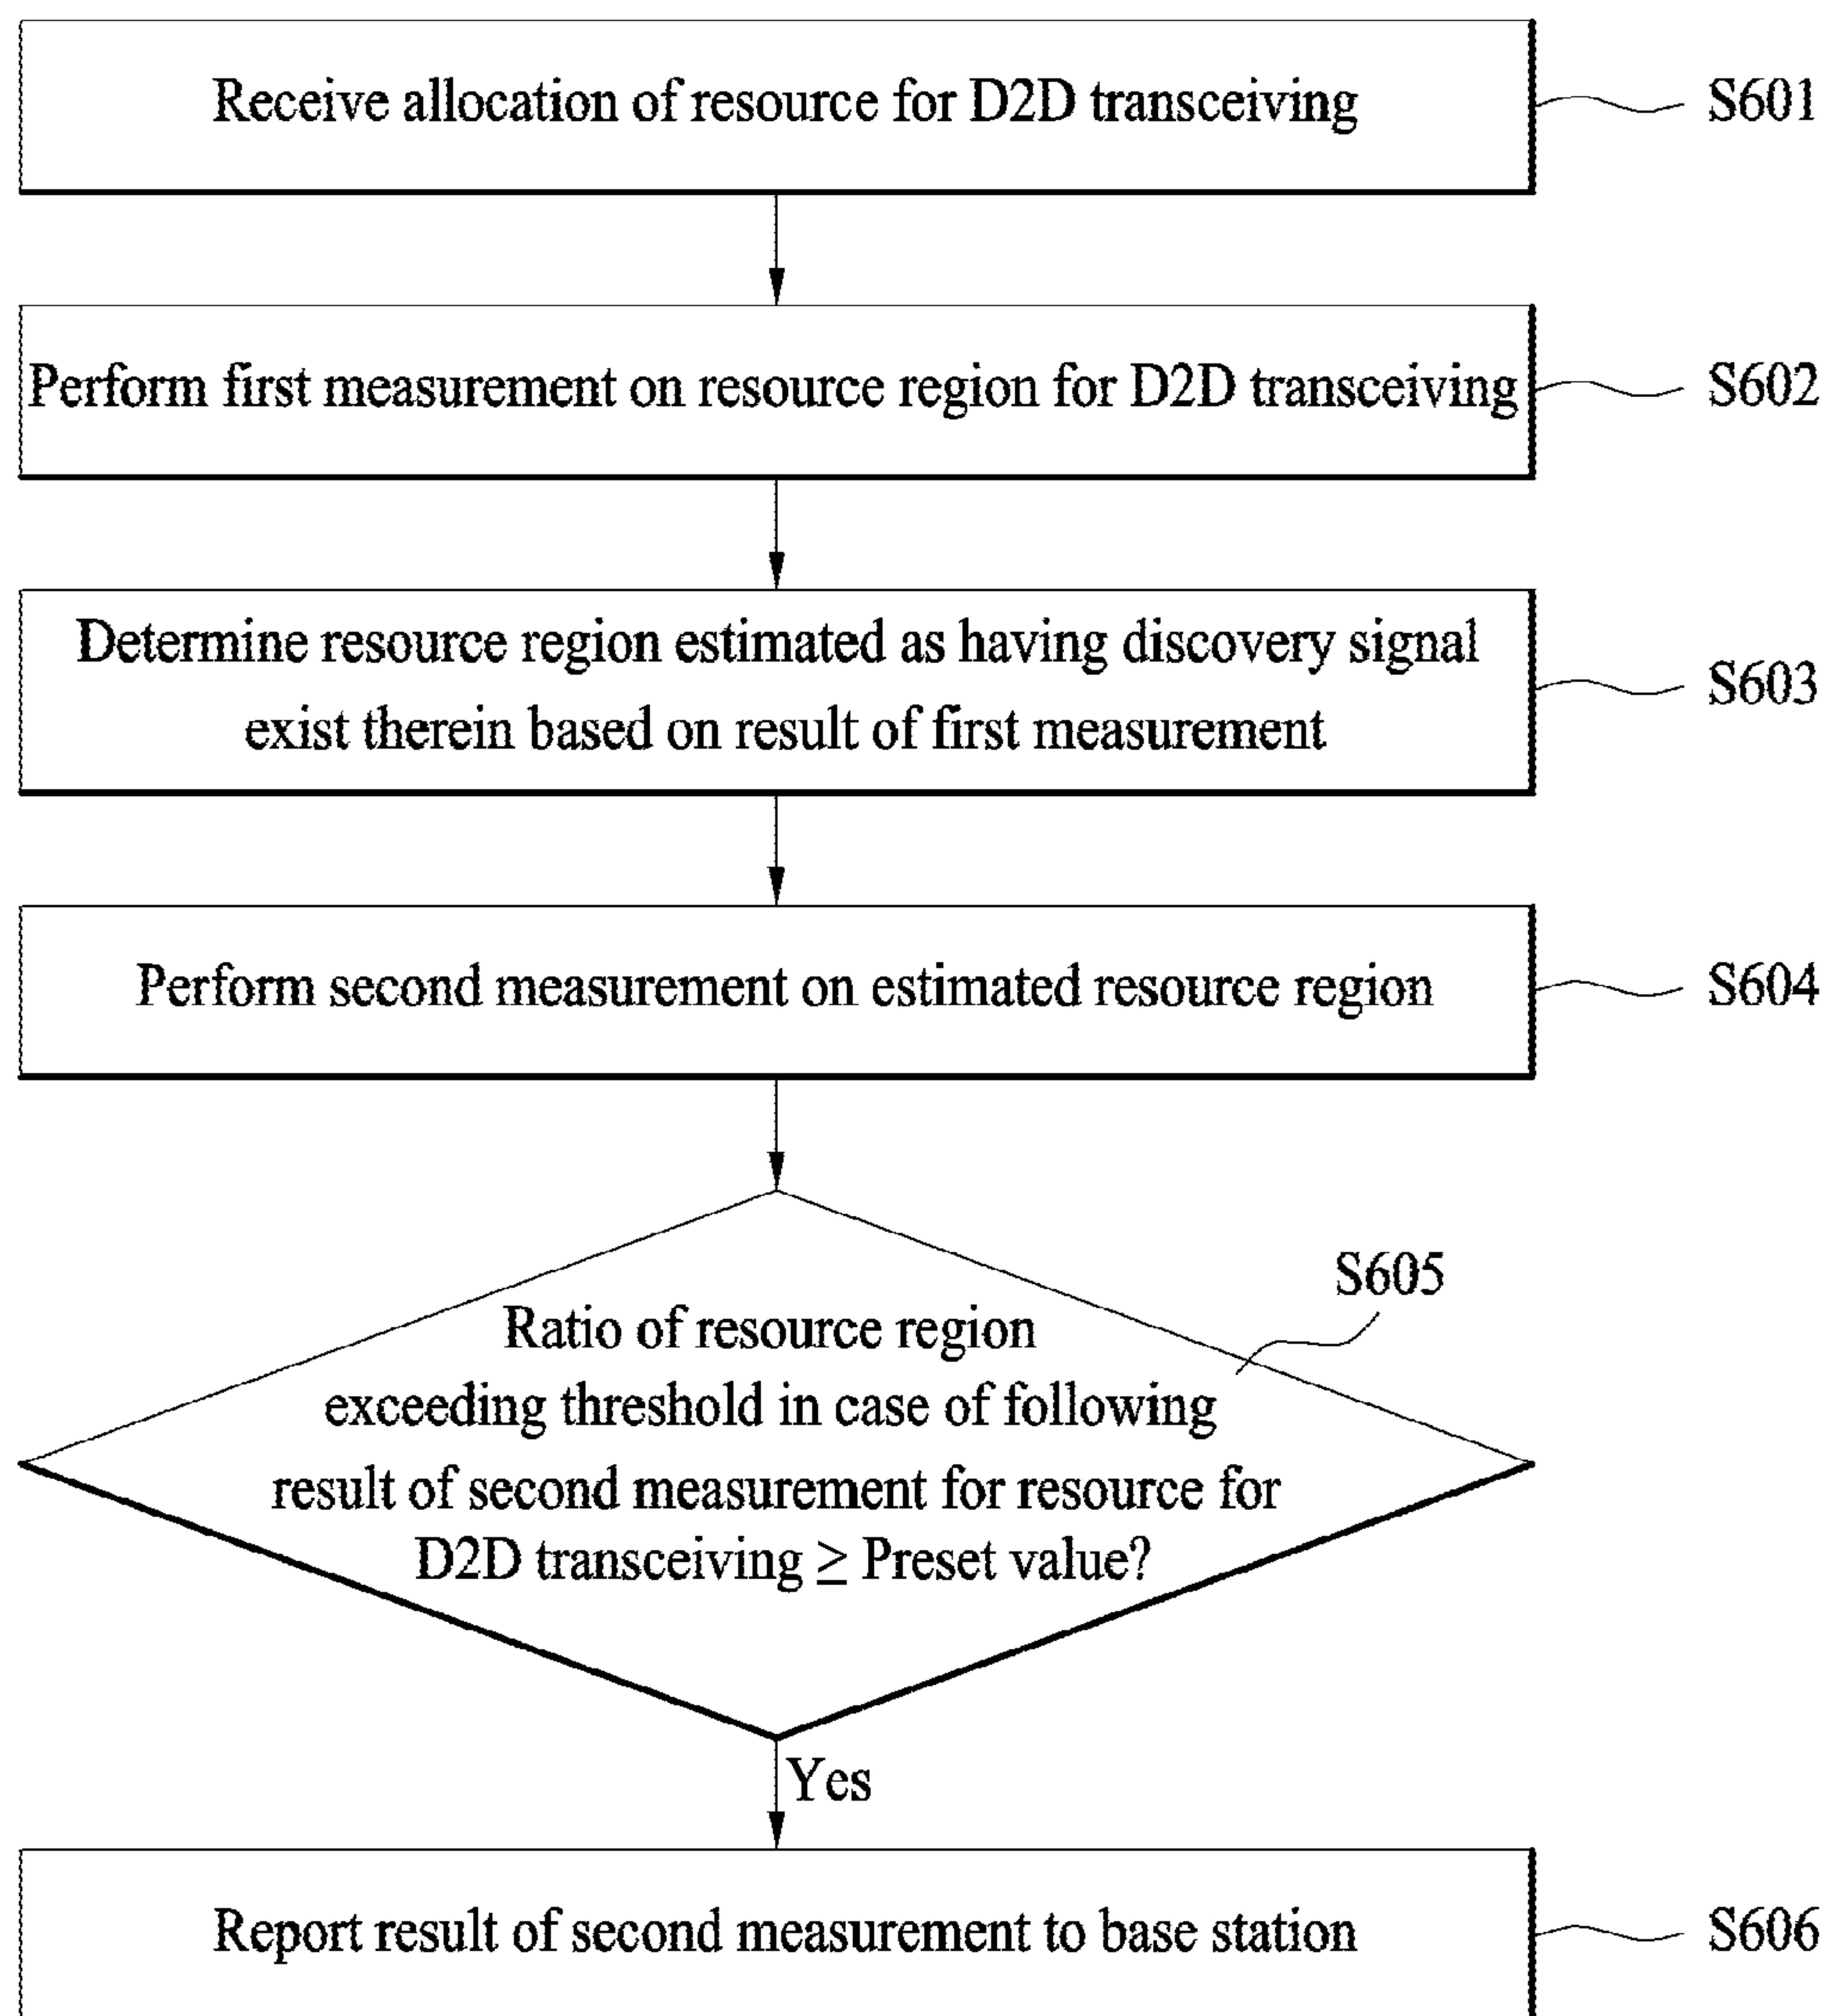 Receive allocation of resource for D2D transceiving
S601
Perform first measurement on resource region for D2D transceiving
S602
Determine resource region estimated as having discovery signal
exist therein based on result of first measurement
S603
Perform second measurement on estimated resource region
S604
S605
Ratio of resource region
exceeding threshold in case of following
result of second measurement for resource for
D2D transceiving ≥ Preset value?
Yes
Report result of second measurement to base station
S606